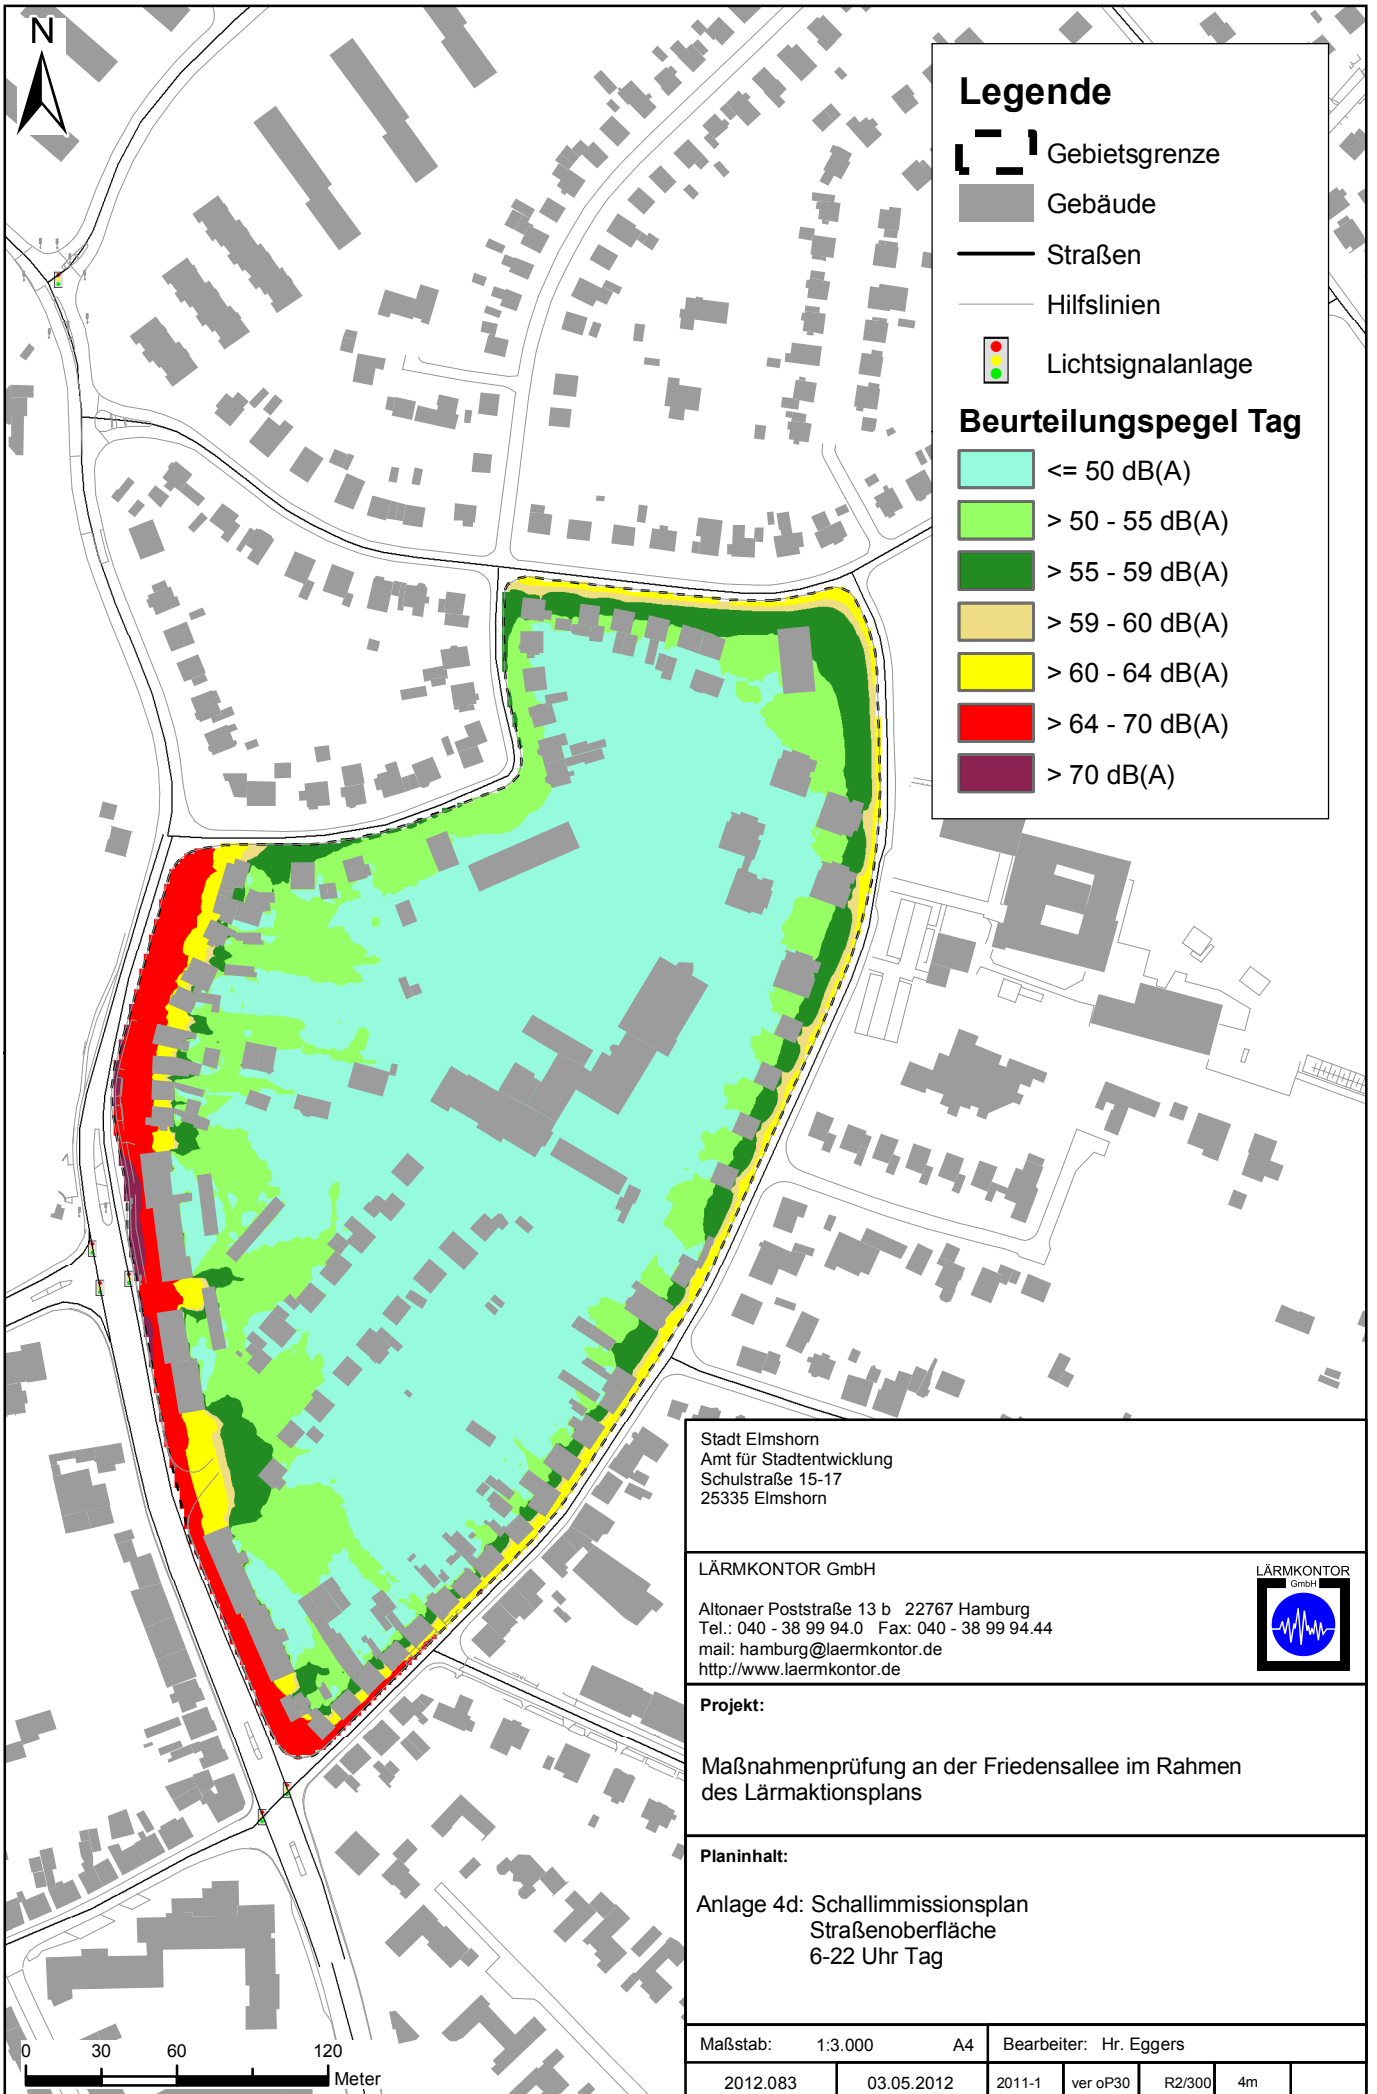 N
Legende
Gebietsgrenze
Gebäude
Straßen
Hilfslinien
Lichtsignalanlage
Beurteilungspegel Tag
<= 50 dB(A)
> 50 - 55 dB(A)
> 55 - 59 dB(A)
> 59 - 60 dB(A)
> 60 - 64 dB(A)
> 64 - 70 dB(A)
> 70 dB(A)
Stadt Elmshorn
Amt für Stadtentwicklung
Schulstraße 15-17
25335 Elmshorn
LÄRMKONTOR GmbH
Altonaer Poststraße 13 b 22767 Hamburg
Tel.: 040 - 38 99 94.0 Fax: 040 - 38 99 94.44
mail: hamburg@laermkontor.de
http://www.laermkontor.de
LÄRMKONTOR
GmbH
Projekt:
Maßnahmenprüfung an der Friedensallee im Rahmen
des Lärmaktionsplans
Planinhalt:
Anlage 4d: Schallimmissionsplan
Straßenoberfläche
6-22 Uhr Tag
Maßstab: 1:3.000 A4 Bearbeiter: Hr. Eggers
2012.083 03.05.2012 2011-1 ver oP30 R2/300 4m
0 30 60 120
Meter